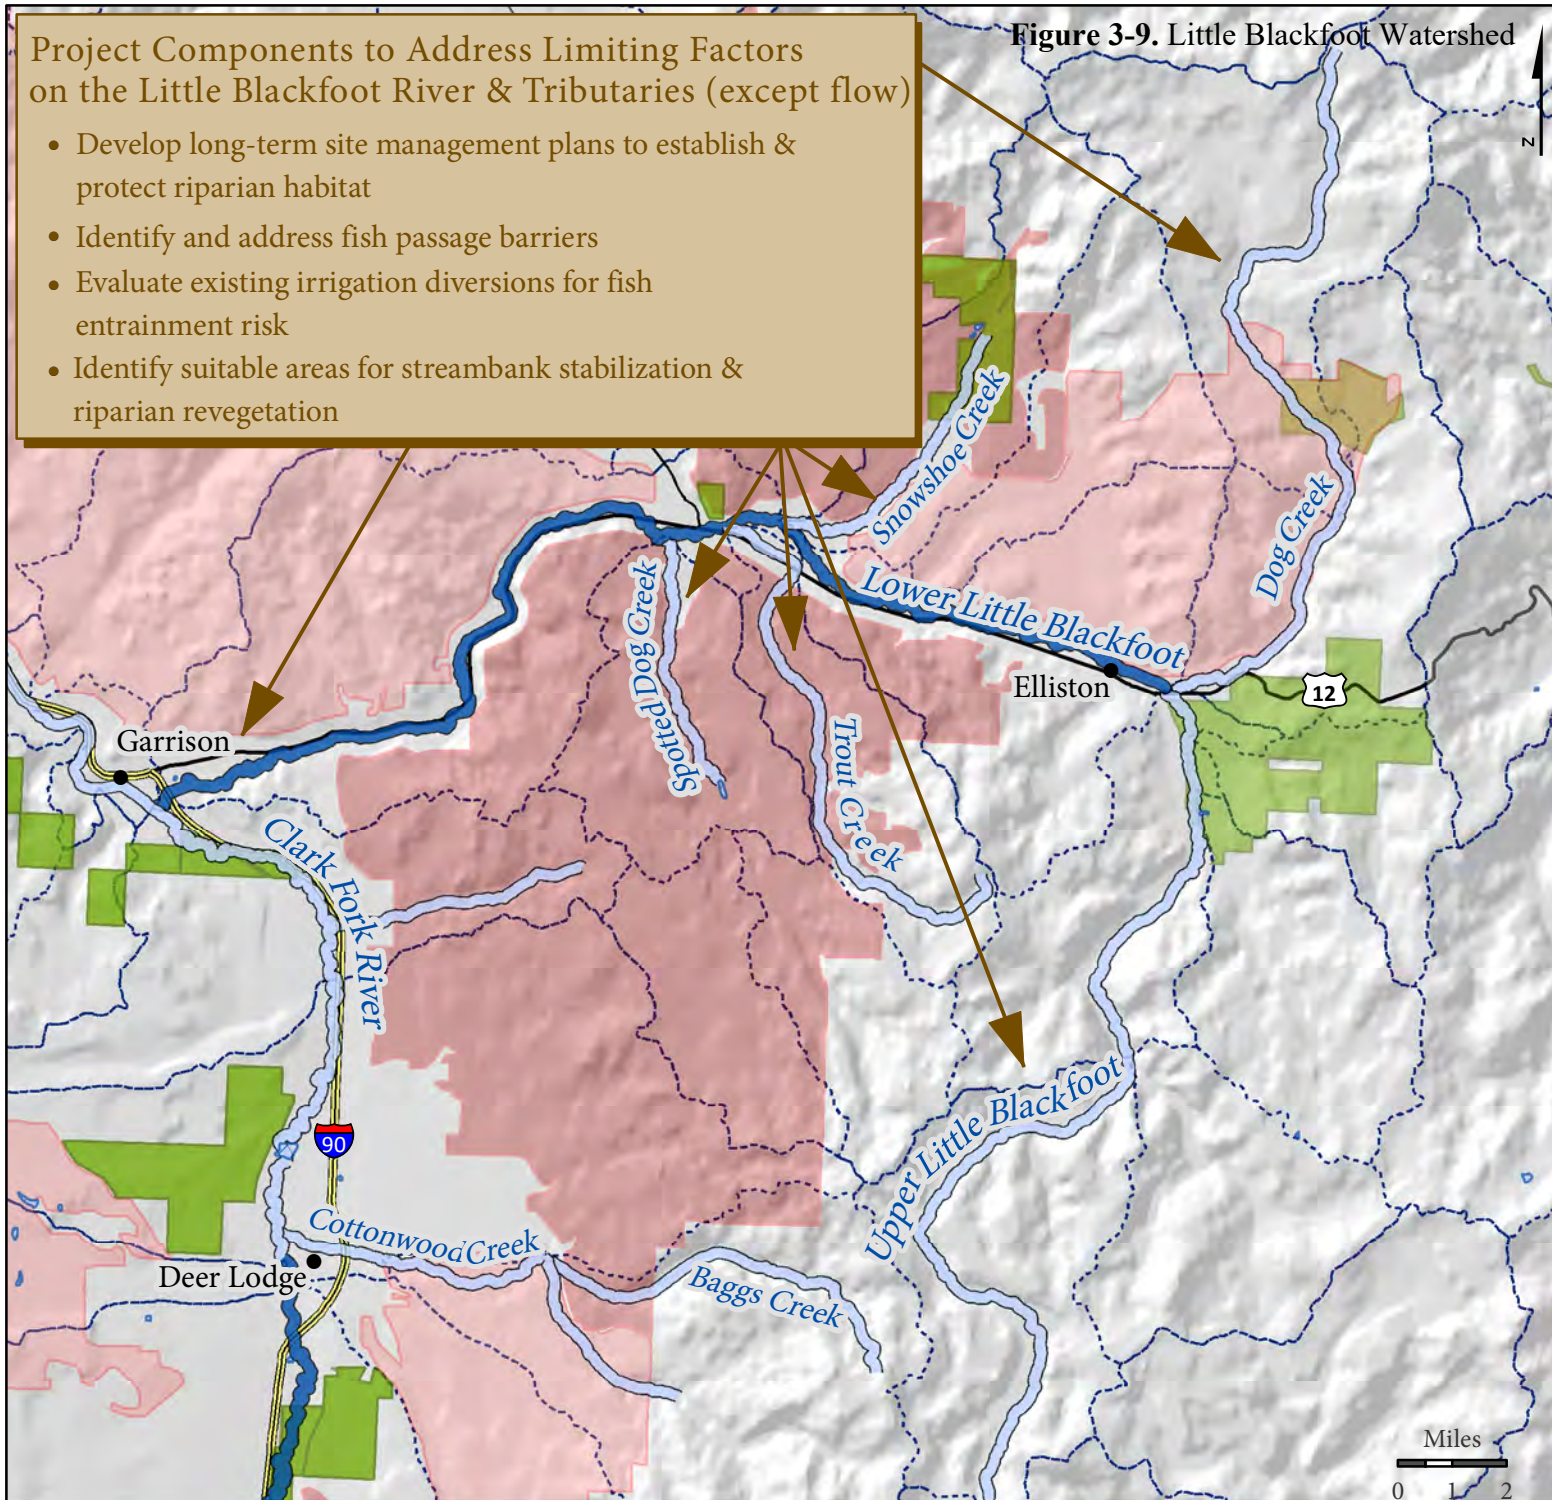 Figure 3-9. Little Blackfoot Watershed
Project Components to Address Limiting Factors
on the Little Blackfoot River & Tributaries (except flow)
• Develop long-term site management plans to establish &
protect riparian habitat
• Identify and address fish passage barriers
• Evaluate existing irrigation diversions for fish
entrainment risk
• Identify suitable areas for streambank stabilization &
riparian revegetation
N
Snowshoe Creek
Dog Creek
Lower Little Blackfoot
Spotted Dog Creek
Elliston
12
Garrison
Trout Creek
Clark Fork River
Upper Little Blackfoot
90
Cottonwood Creek
Deer Lodge
Baggs Creek
Miles
0 1 2